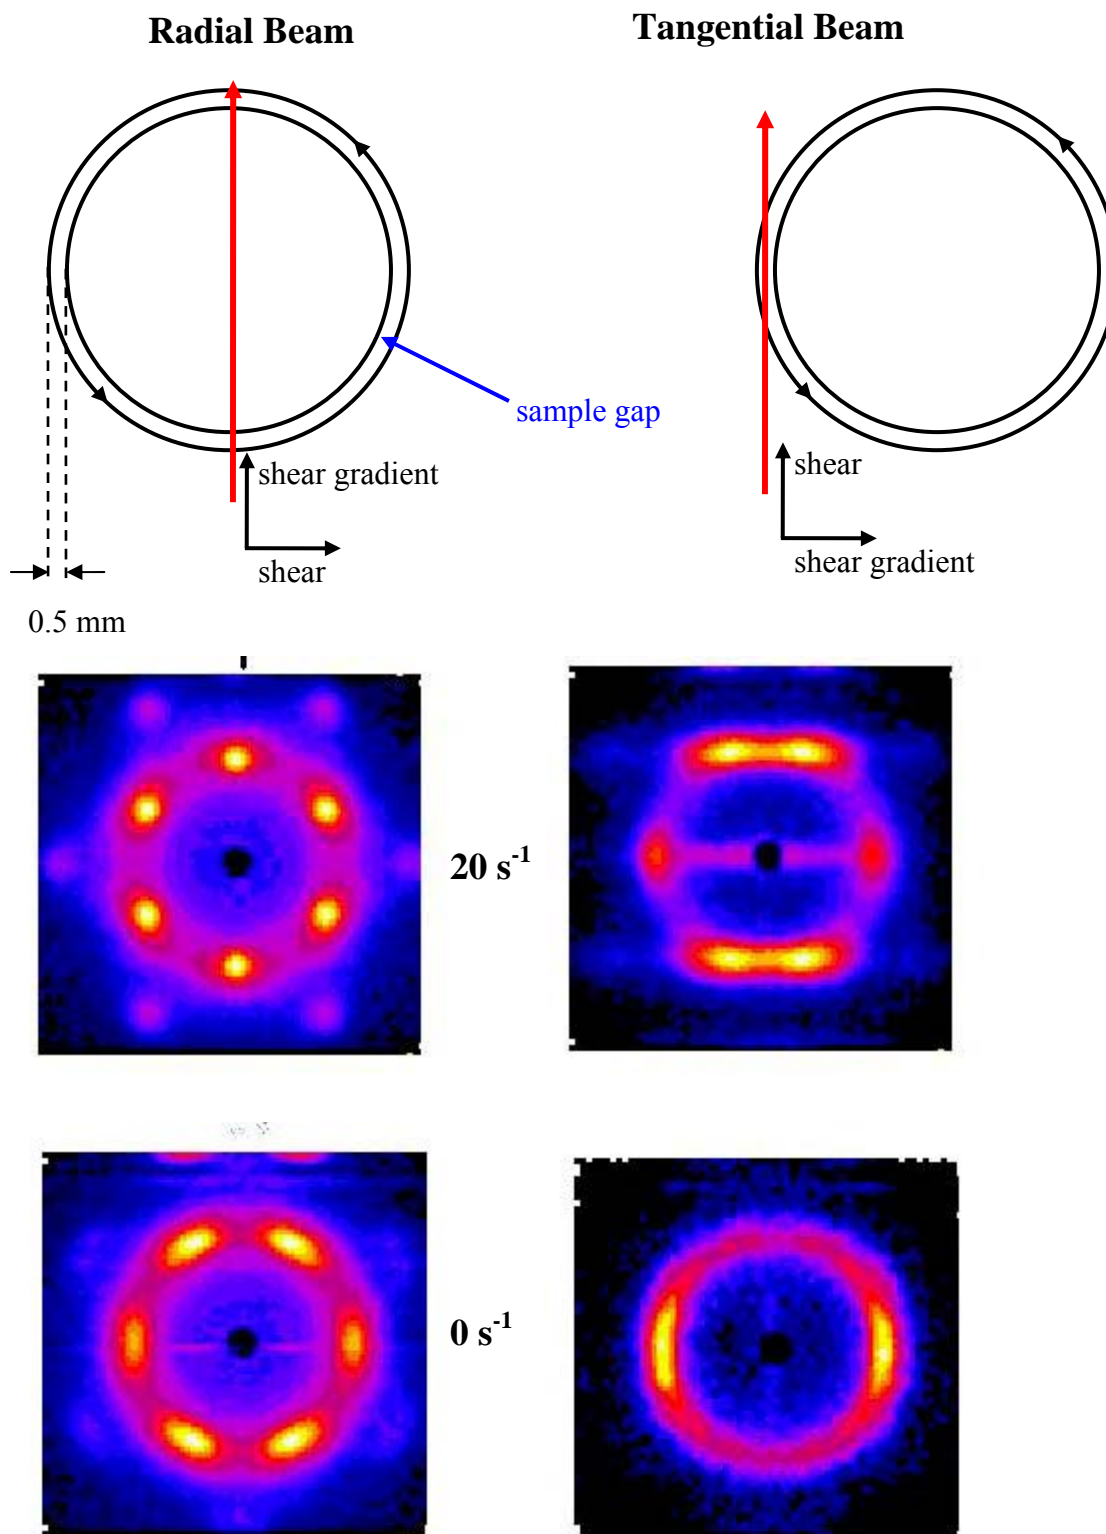 Radial Beam
Tangential Beam
sample gap
shear gradient
shear
shear
shear gradient
0.5 mm
20 s-1
0 s-1